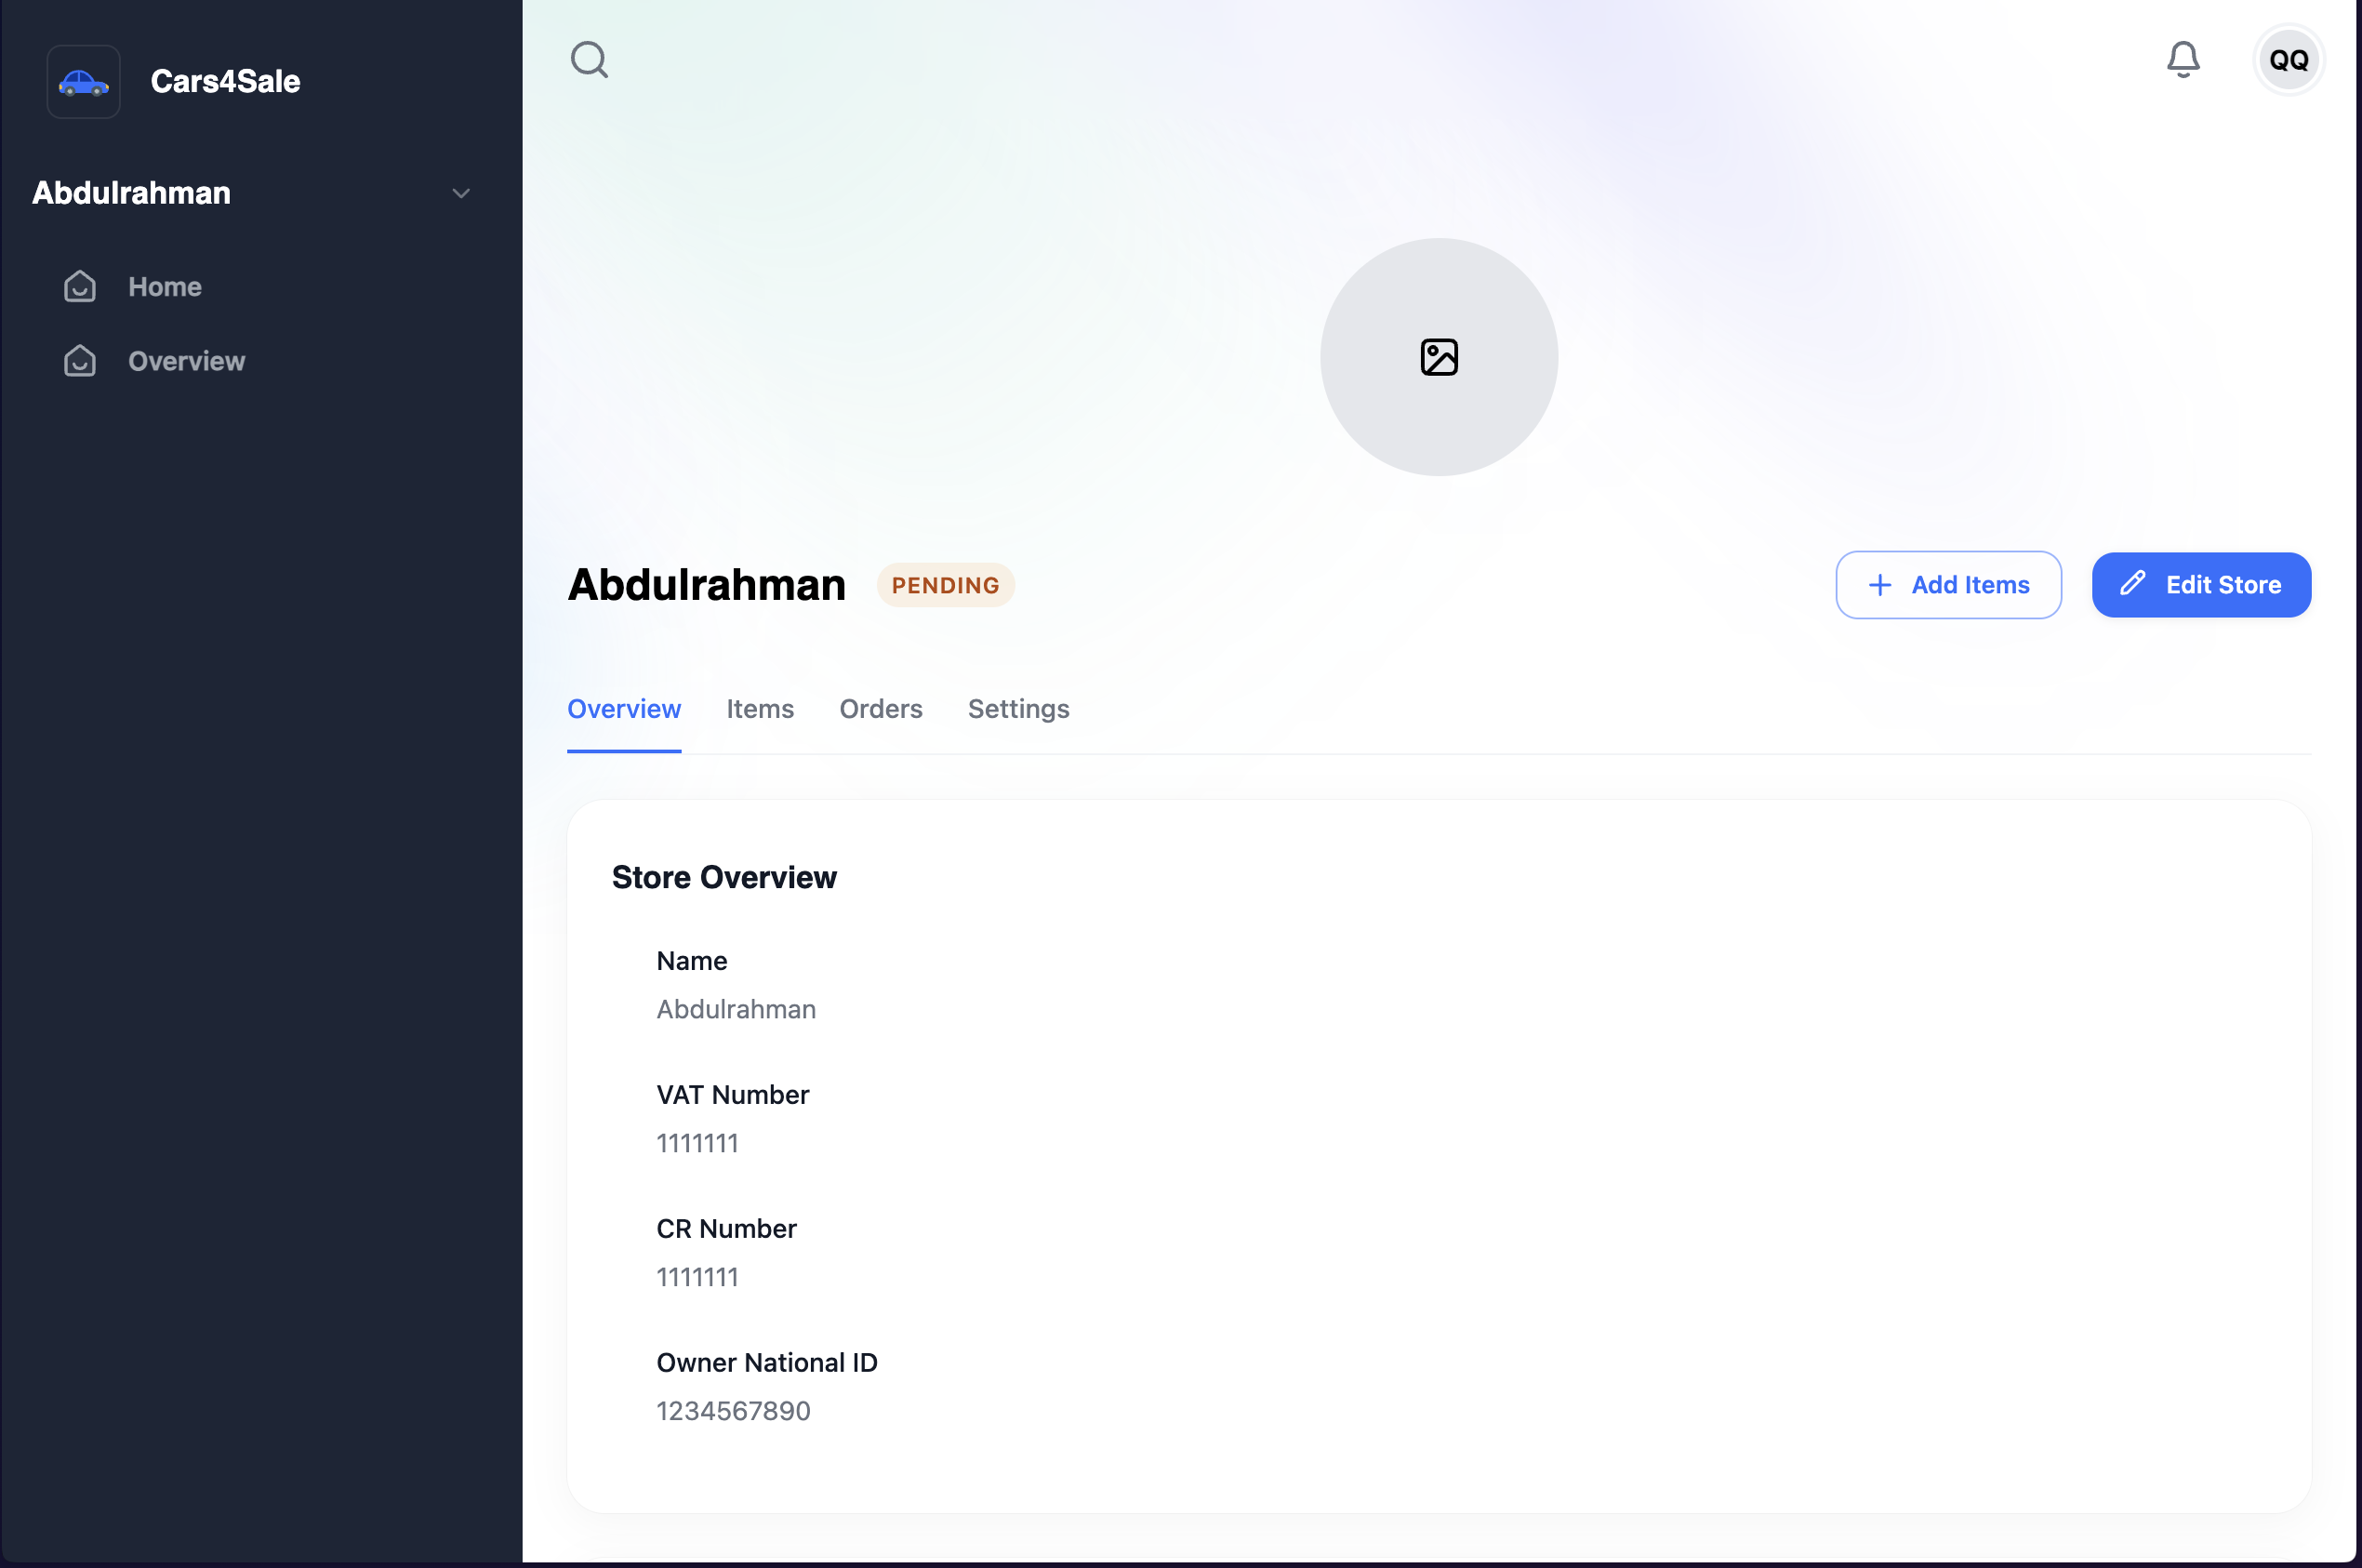 Cars4Sale
Abdulrahman
Home
Overview
QQ
Abdulrahman PENDING
Add Items
Edit Store
Overview Items Orders Settings
Store Overview
Name
Abdulrahman
VAT Number
1111111
CR Number
1111111
Owner National ID
1234567890